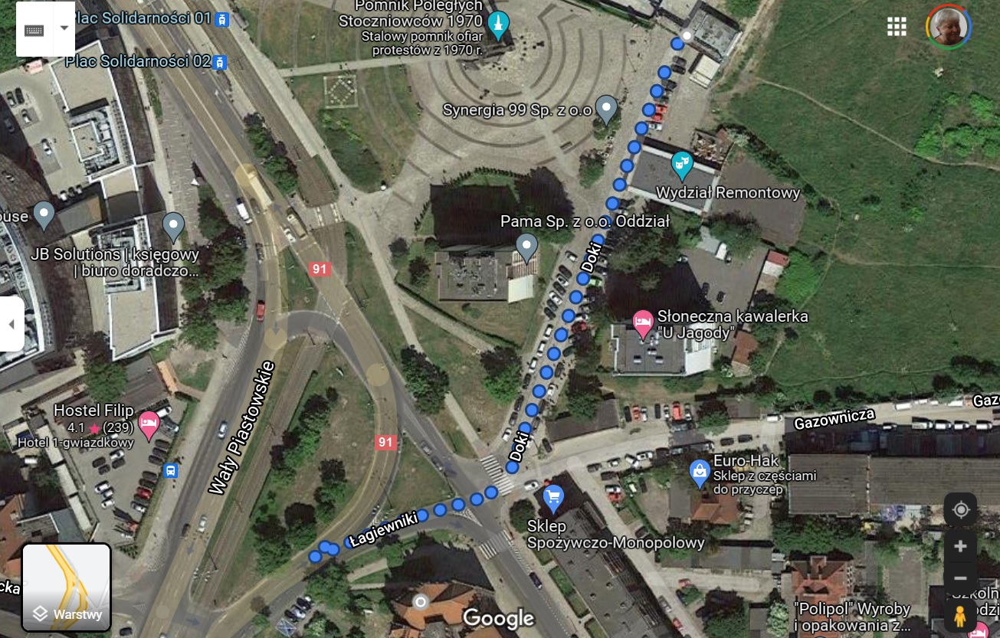 Plac Solidarności 01
Plac Solidarności 02
Pomnik Poległych
Stoczniowców 1970
Stalowy pomnik ofiar
protestów z 1970 r.
Synergia 99 Sp. z o.o
Wydział Remontowy
Pama Sp. z o.o. Oddział
ouse
JB Solutions | księgowy
| biuro doradczo...
91
Doki
Słoneczna kawalerka
"U Jagody"
Wały Piastowskie
Hostel Filip
4.1 ★ (239)
Hotel 1-gwiazdkowy
91
Doki
Gazownicza
Gazo
Euro-Hak
Sklep z częściami
do przyczep
Łagiewniki
Sklep
Spożywczo-Monopolowy
cka
Warstwy
Google
"Polipol" Wyroby
i opakowania z...